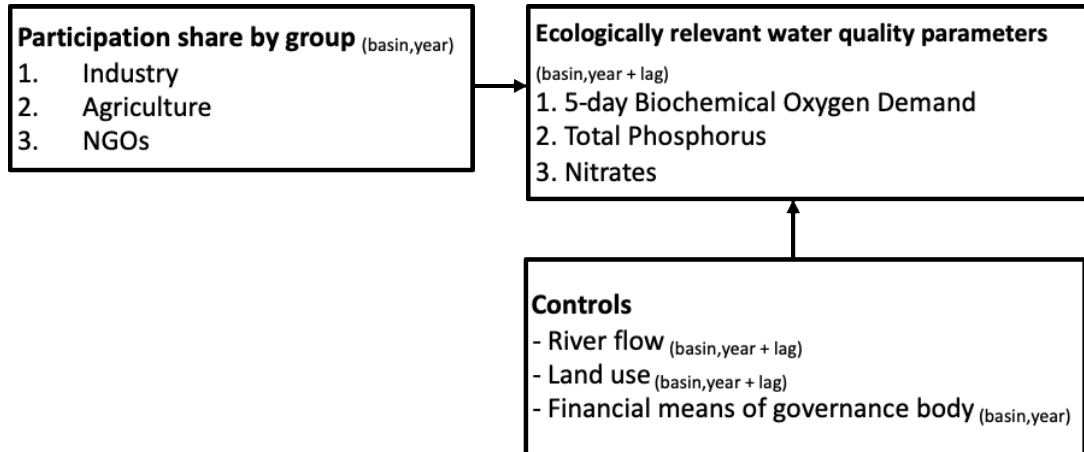 Participation share by group (basin,year)
1. Industry
2. Agriculture
3. NGOs
Ecologically relevant water quality parameters
(basin,year + lag)
1. 5-day Biochemical Oxygen Demand
2. Total Phosphorus
3. Nitrates
Controls
- River flow (basin,year + lag)
- Land use (basin,year + lag)
- Financial means of governance body (basin,year)